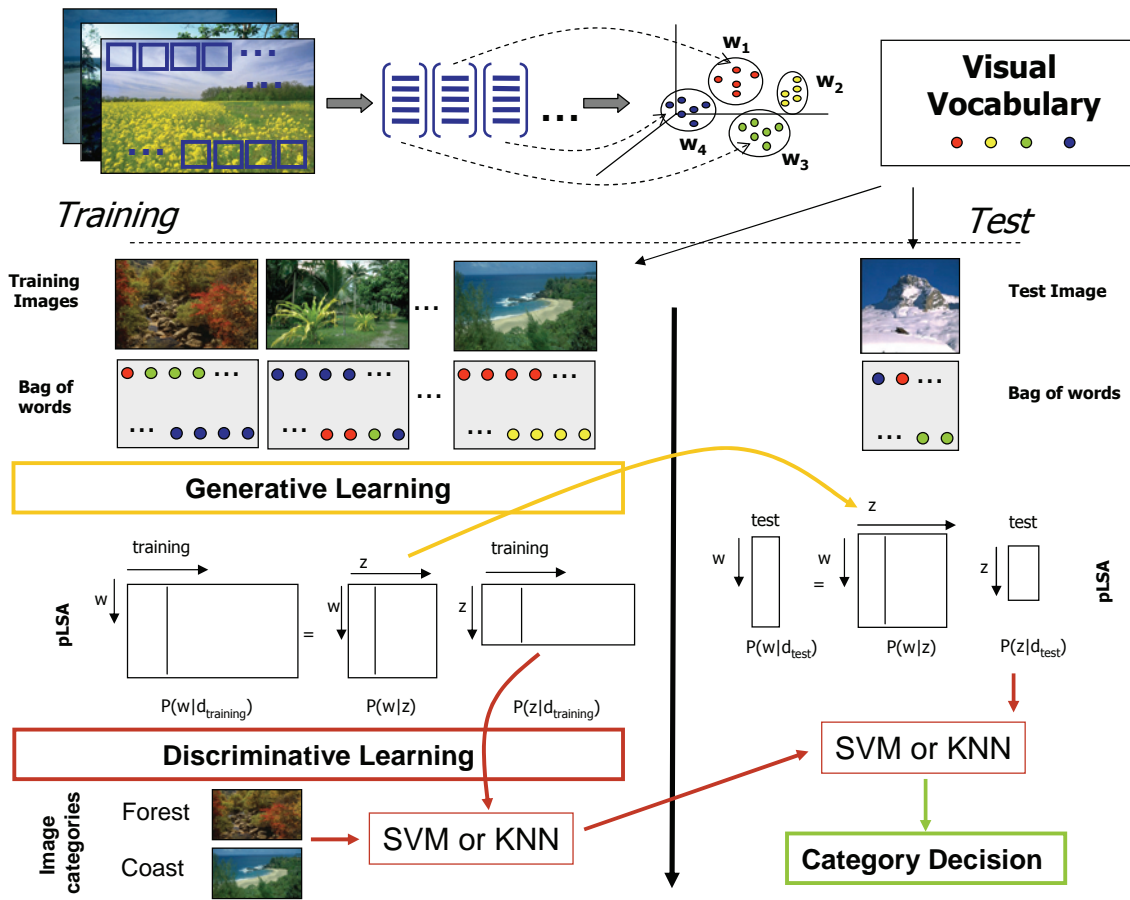 w1
w2
w3
w4
Visual
Vocabulary
Training
Test
Training
Images
...
Test Image
Bag of
words
...
...
...
...
...
...
...
Bag of words
...
...
Generative Learning
training
w
=
z
w
training
z
pLSA
P(w|dtraining)
P(w|z)
P(z|dtraining)
test
w
=
z
w
test
z
pLSA
P(w|dtest)
P(w|z)
P(z|dtest)
Discriminative Learning
Image
categories
Forest
Coast
SVM or KNN
SVM or KNN
Category Decision